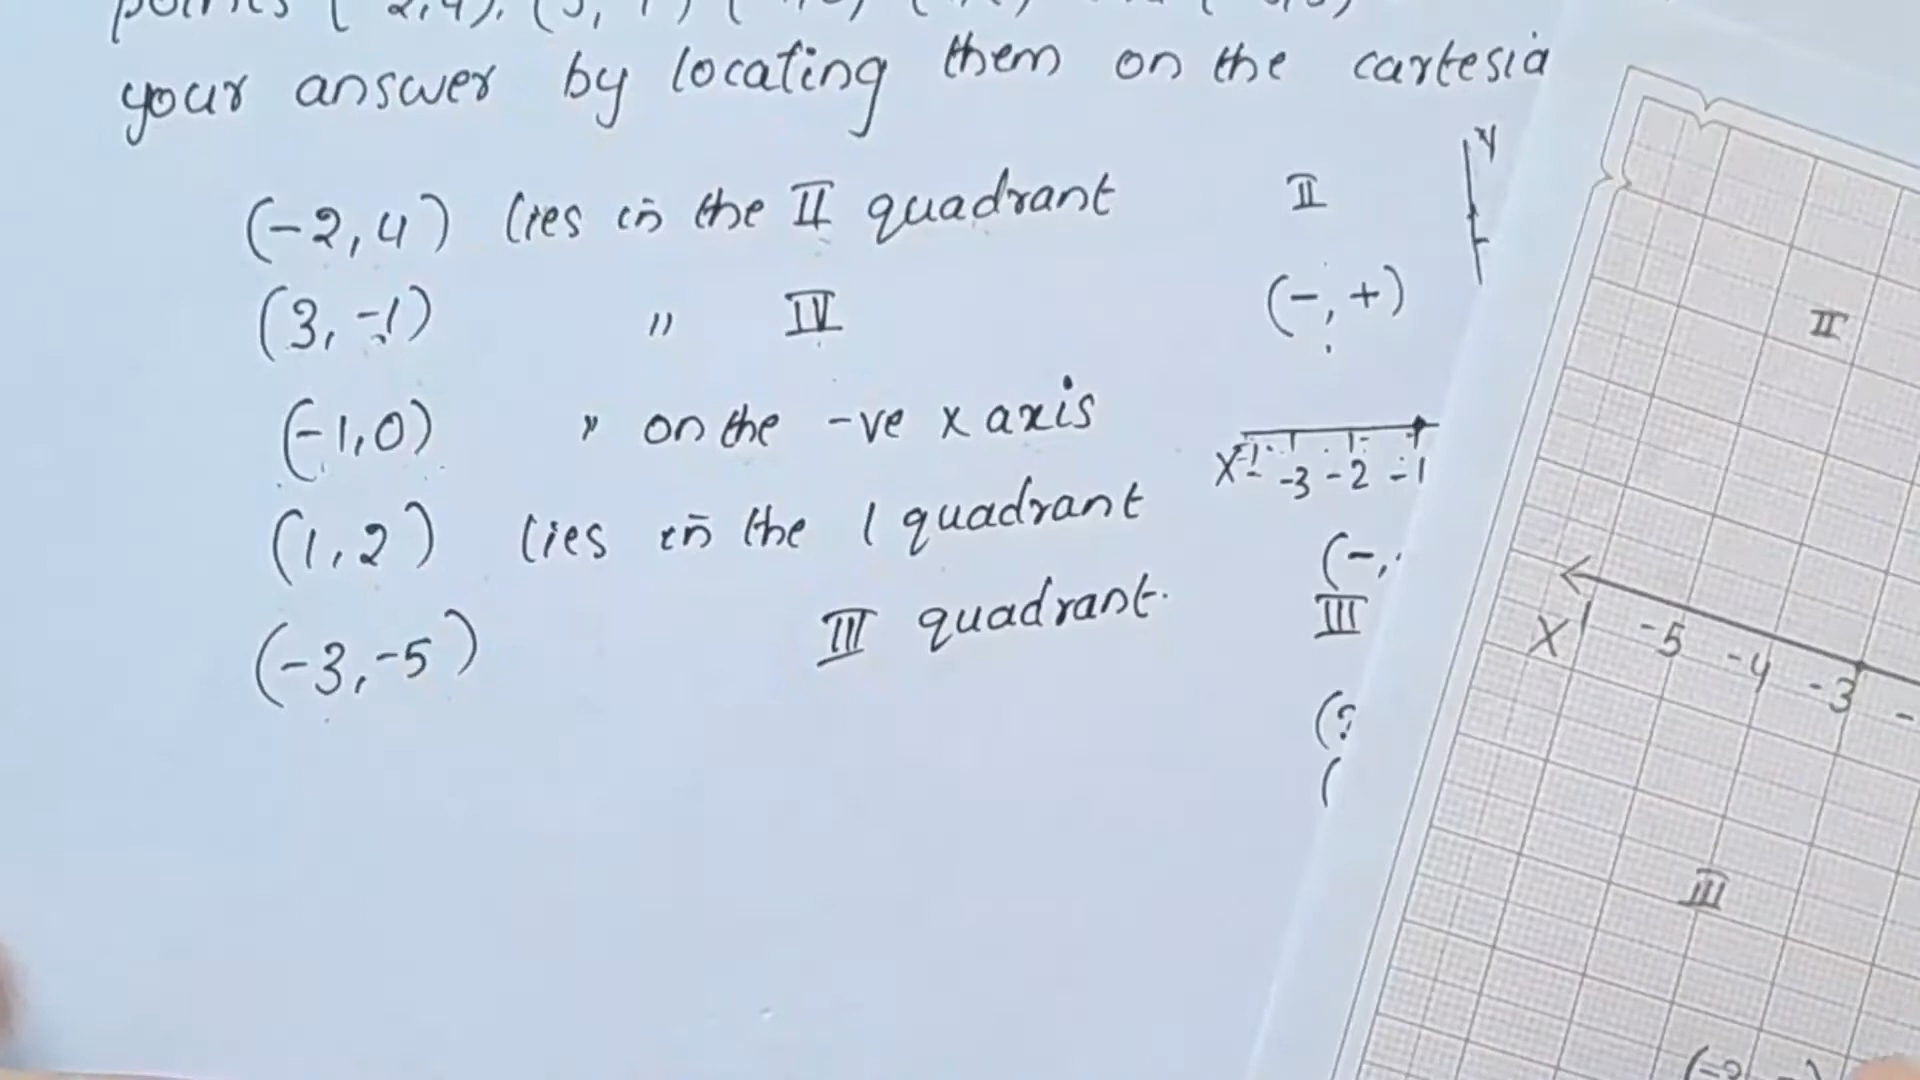 your answer by locating them on the cartesia
(-2,4) lies in the II quadrant
(3,-1) " IV
(-1,0) " on the -ve x axis
(1,2) lies in the I quadrant
(-3,-5) III quadrant.
II
(-,+)
-3 -2 -1
(-,
III
Y
II
X' -5 -4 -3 -
III